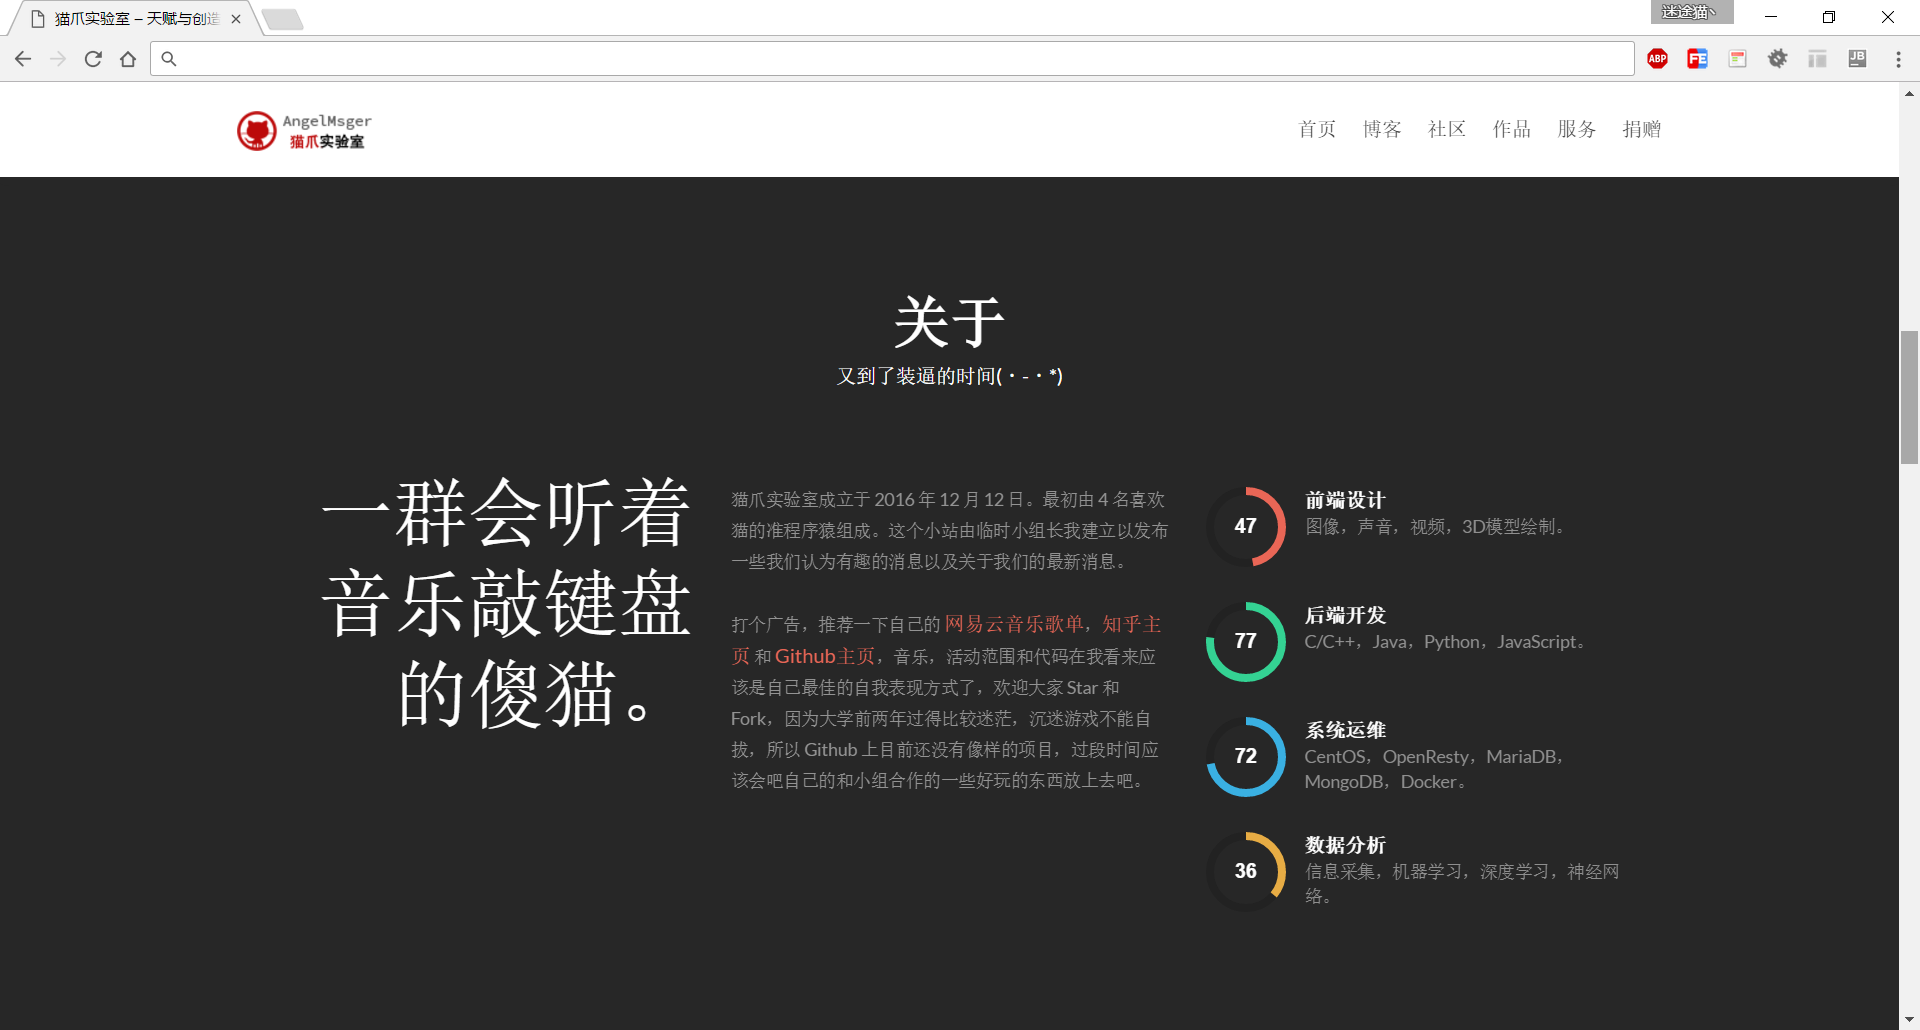 猫爪实验室 – 天赋与创造
迷途猫丶
ABP
FE
JB
AngelMsger
猫爪实验室
首页 博客 社区 作品 服务 捐赠
关于
又到了装逼的时间(・-・*)
一群会听着
音乐敲键盘
的傻猫。
猫爪实验室成立于 2016 年 12 月 12 日。最初由 4 名喜欢
猫的准程序猿组成。这个小站由临时小组长我建立以发布
一些我们认为有趣的消息以及关于我们的最新消息。
打个广告，推荐一下自己的 网易云音乐歌单，知乎主
页 和 Github主页，音乐，活动范围和代码在我看来应
该是自己最佳的自我表现方式了，欢迎大家 Star 和
Fork，因为大学前两年过得比较迷茫，沉迷游戏不能自
拔，所以 Github 上目前还没有像样的项目，过段时间应
该会吧自己的和小组合作的一些好玩的东西放上去吧。
47
前端设计
图像，声音，视频，3D模型绘制。
77
后端开发
C/C++，Java，Python，JavaScript。
72
系统运维
CentOS，OpenResty，MariaDB，
MongoDB，Docker。
36
数据分析
信息采集，机器学习，深度学习，神经网
络。